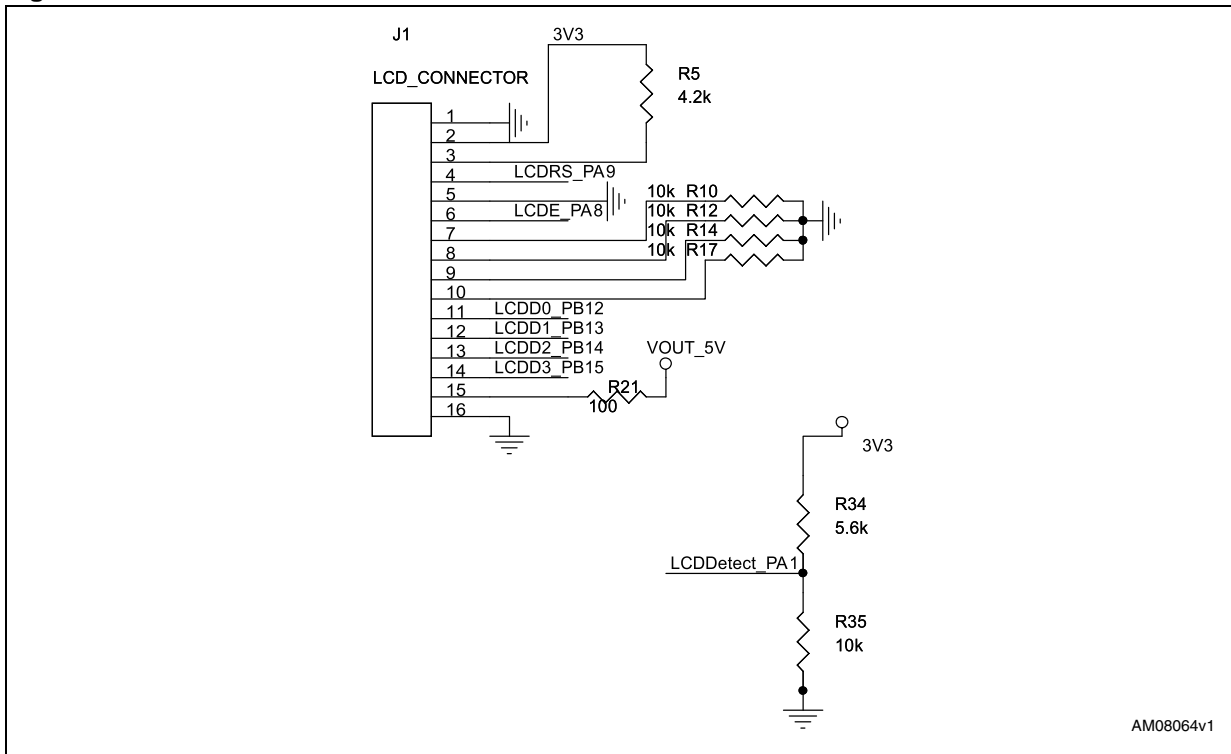 J1
3V3
LCD_CONNECTOR
R5
4.2k
1
2
3
4
LCDRS_PA9
5
6
LCDE_PA8
7
8
9
10
10k R10
10k R12
10k R14
10k R17
11
LCDD0_PB12
12
LCDD1_PB13
13
LCDD2_PB14
14
LCDD3_PB15
15
16
VOUT_5V
R21
100
3V3
R34
5.6k
LCDDetect_PA1
R35
10k
AM08064v1